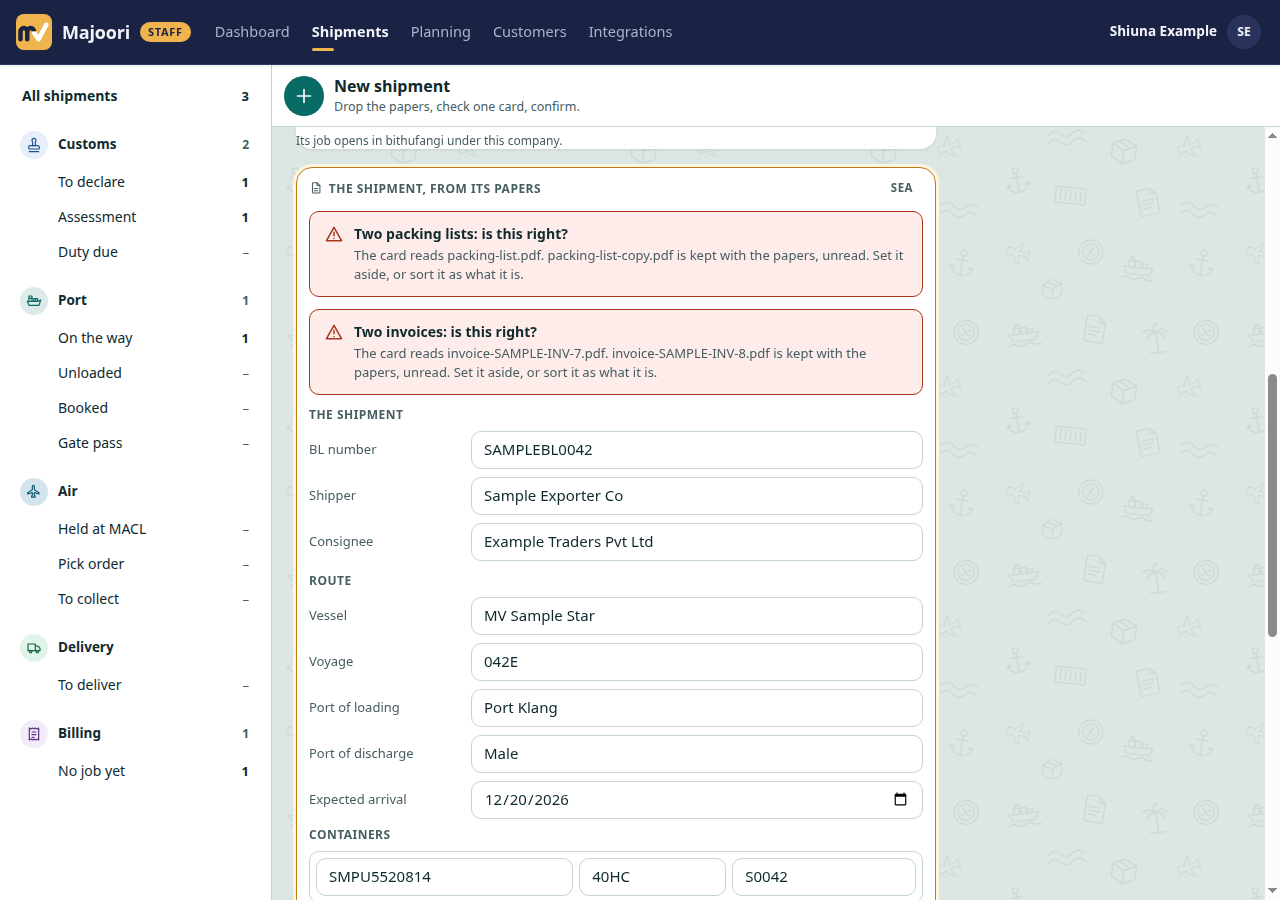 Majoori STAFF Dashboard Shipments Planning Customers Integrations Shiuna Example SE
All shipments 3
Customs 2
To declare 1
Assessment 1
Duty due –
Port 1
On the way 1
Unloaded –
Booked –
Gate pass –
Air
Held at MACL –
Pick order –
To collect –
Delivery
To deliver –
Billing 1
No job yet 1
New shipment
Drop the papers, check one card, confirm.
Its job opens in bithufangi under this company.
THE SHIPMENT, FROM ITS PAPERS SEA
Two packing lists: is this right?
The card reads packing-list.pdf. packing-list-copy.pdf is kept with the papers, unread. Set it
aside, or sort it as what it is.
Two invoices: is this right?
The card reads invoice-SAMPLE-INV-7.pdf. invoice-SAMPLE-INV-8.pdf is kept with the
papers, unread. Set it aside, or sort it as what it is.
THE SHIPMENT
BL number SAMPLEBL0042
Shipper Sample Exporter Co
Consignee Example Traders Pvt Ltd
ROUTE
Vessel MV Sample Star
Voyage 042E
Port of loading Port Klang
Port of discharge Male
Expected arrival 12/20/2026
CONTAINERS
SMPU5520814 40HC S0042